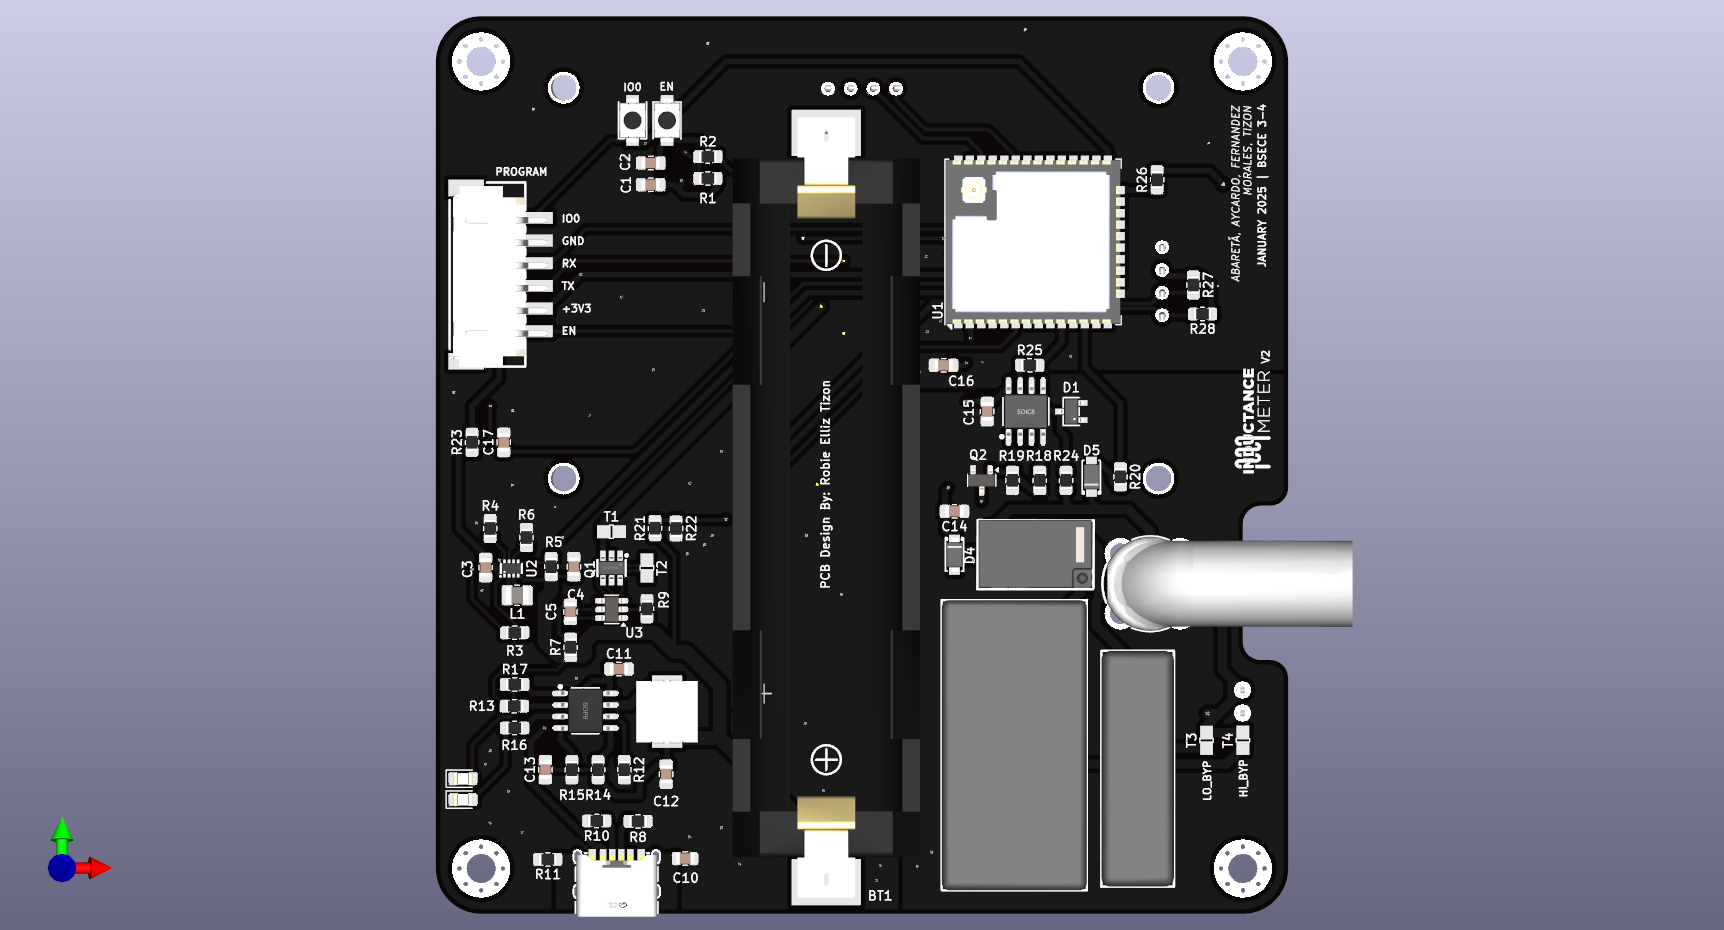 IO0
EN
R2
C2
C1
R1
PROGRAM
IO0
GND
RX
TX
+3V3
EN
R26
ABARETA, AYCARDO, FERNANDEZ
MORALES, TIZON
JANUARY 2025 | BSECE 3-4
R27
R28
U1
C16
R25
C15
SOIC8
D1
INDUCTANCE
METER V2
R23
C17
Q2
R19
R18
R24
D5
R20
C14
D4
PCB Design By: Robie Elliz Tizon
R4
R6
R5
T1
R21
R22
C3
U2
Q1
T2
L1
C4
C5
R9
U3
R3
R7
R17
C11
R13
SOP8
R16
C13
R15
R14
R12
C12
R10
R8
R11
C10
BT1
T3
T4
LO_BYP
HI_BYP